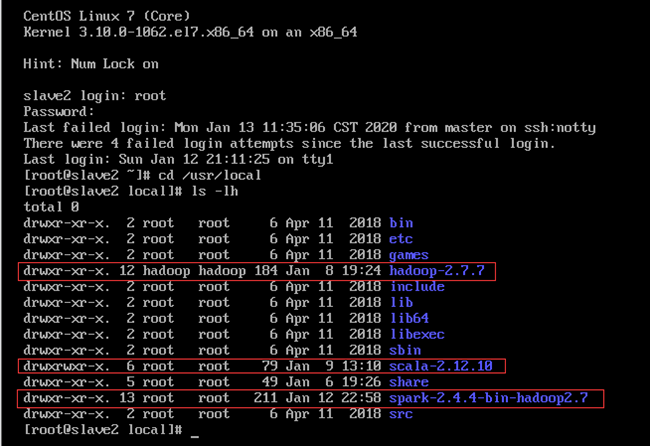 CentOS Linux 7 (Core)
Kernel 3.10.0-1062.el7.x86_64 on an x86_64
Hint: Num Lock on
slave2 login: root
Password:
Last failed login: Mon Jan 13 11:35:06 CST 2020 from master on ssh:notty
There were 4 failed login attempts since the last successful login.
Last login: Sun Jan 12 21:11:25 on tty1
[root@slave2 ~]# cd /usr/local
[root@slave2 local]# ls -lh
total 0
drwxr-xr-x. 2 root root 6 Apr 11 2018 bin
drwxr-xr-x. 2 root root 6 Apr 11 2018 etc
drwxr-xr-x. 2 root root 6 Apr 11 2018 games
drwxr-xr-x. 12 hadoop hadoop 184 Jan 8 19:24 hadoop-2.7.7
drwxr-xr-x. 2 root root 6 Apr 11 2018 include
drwxr-xr-x. 2 root root 6 Apr 11 2018 lib
drwxr-xr-x. 2 root root 6 Apr 11 2018 lib64
drwxr-xr-x. 2 root root 6 Apr 11 2018 libexec
drwxr-xr-x. 2 root root 6 Apr 11 2018 sbin
drwxrwxr-x. 6 root root 79 Jan 9 13:10 scala-2.12.10
drwxr-xr-x. 5 root root 49 Jan 6 19:26 share
drwxr-xr-x. 13 root root 211 Jan 12 22:58 spark-2.4.4-bin-hadoop2.7
drwxr-xr-x. 2 root root 6 Apr 11 2018 src
[root@slave2 local]# _